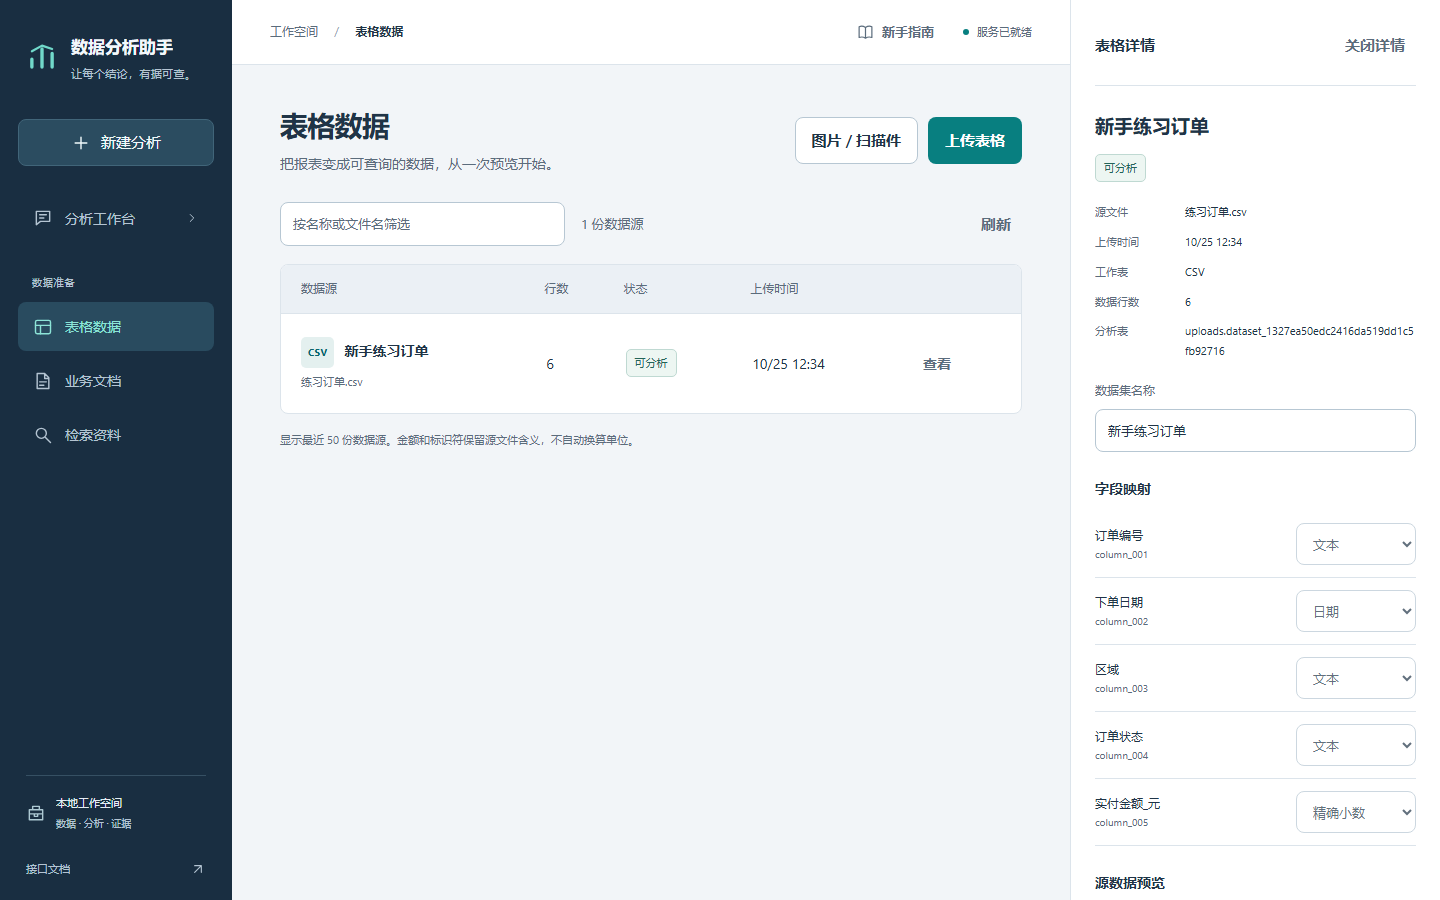 数据分析助手
让每个结论，有据可查。
新建分析
分析工作台
数据准备
表格数据
业务文档
检索资料
本地工作空间
数据 · 分析 · 证据
接口文档
工作空间 / 表格数据
新手指南
服务已就绪
表格数据
把报表变成可查询的数据，从一次预览开始。
图片 / 扫描件
上传表格
按名称或文件名筛选
1 份数据源
刷新
数据源 行数 状态 上传时间
CSV 新手练习订单
练习订单.csv
6
可分析
10/25 12:34
查看
显示最近 50 份数据源。金额和标识符保留源文件含义，不自动换算单位。
表格详情
关闭详情
新手练习订单
可分析
源文件 练习订单.csv
上传时间 10/25 12:34
工作表 CSV
数据行数 6
分析表 uploads.dataset_1327ea50edc2416da519dd1c5
fb92716
数据集名称
新手练习订单
字段映射
订单编号
column_001
文本
下单日期
column_002
日期
区域
column_003
文本
订单状态
column_004
文本
实付金额_元
column_005
精确小数
源数据预览